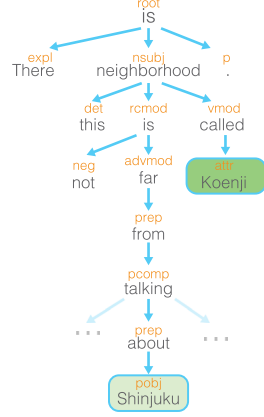 root
is
expl nsubj p
There neighborhood .
det rcmod vmod
this is called
neg advmod attr
not far Koenji
prep
from
pcomp
talking
... prep ...
about
pobj
Shinjuku